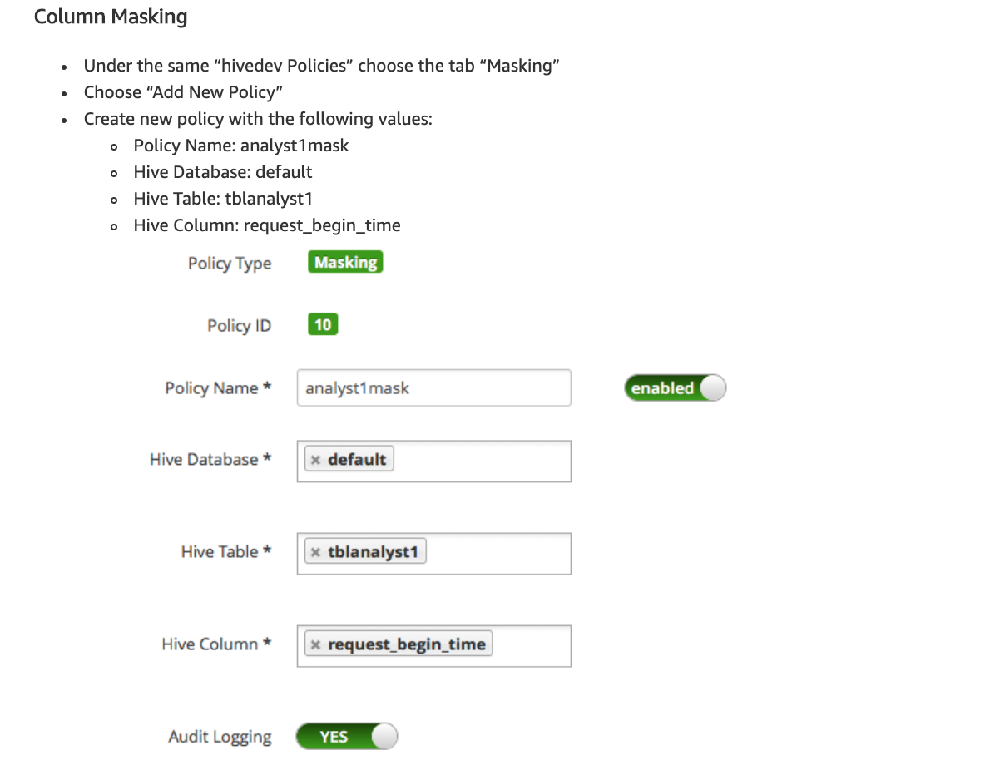 Column Masking
• Under the same “hivedev Policies” choose the tab “Masking”
• Choose “Add New Policy”
• Create new policy with the following values:
◦ Policy Name: analyst1mask
◦ Hive Database: default
◦ Hive Table: tblanalyst1
◦ Hive Column: request_begin_time
Policy Type Masking
Policy ID 10
Policy Name * analyst1mask enabled
Hive Database * × default
Hive Table * × tblanalyst1
Hive Column * × request_begin_time
Audit Logging YES